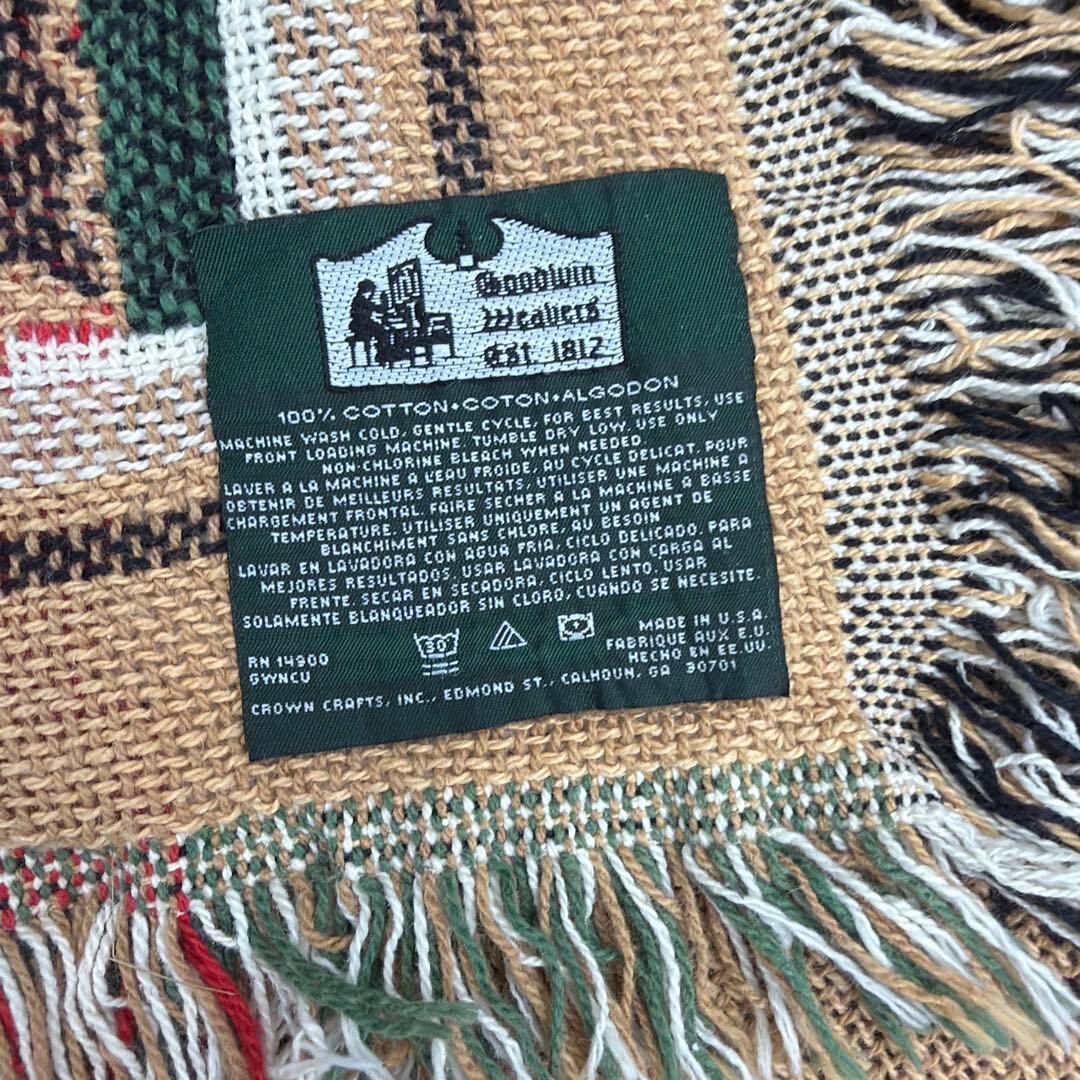 Goodwin
Weavers
Est. 1812
100% COTTON•COTON•ALGODON
MACHINE WASH COLD, GENTLE CYCLE, FOR BEST RESULTS, USE
FRONT LOADING MACHINE. TUMBLE DRY LOW. USE ONLY
NON-CHLORINE BLEACH WHEN NEEDED.
LAVER A LA MACHINE A L'EAU FROIDE, AU CYCLE DELICAT. POUR
OBTENIR DE MEILLEURS RESULTATS, UTILISER UNE MACHINE A
CHARGEMENT FRONTAL. FAIRE SECHER A LA MACHINE A BASSE
TEMPERATURE. UTILISER UNIQUEMENT UN AGENT DE
BLANCHIMENT SANS CHLORE, AU BESOIN
LAVAR EN LAVADORA CON AGUA FRIA, CICLO DELICADO. PARA
MEJORES RESULTADOS, USAR LAVADORA CON CARGA AL
FRENTE. SECAR EN SECADORA, CICLO LENTO. USAR
SOLAMENTE BLANQUEADOR SIN CLORO, CUANDO SE NECESITE.
30
MADE IN U.S.A.
FABRIQUE AUX E.U.
HECHO EN EE.UU.
RN 14900
GWNCU
CROWN CRAFTS, INC., EDMOND ST., CALHOUN, GA 30701